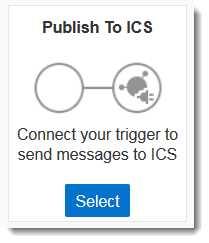 Publish To ICS
Connect your trigger to
send messages to ICS
Select